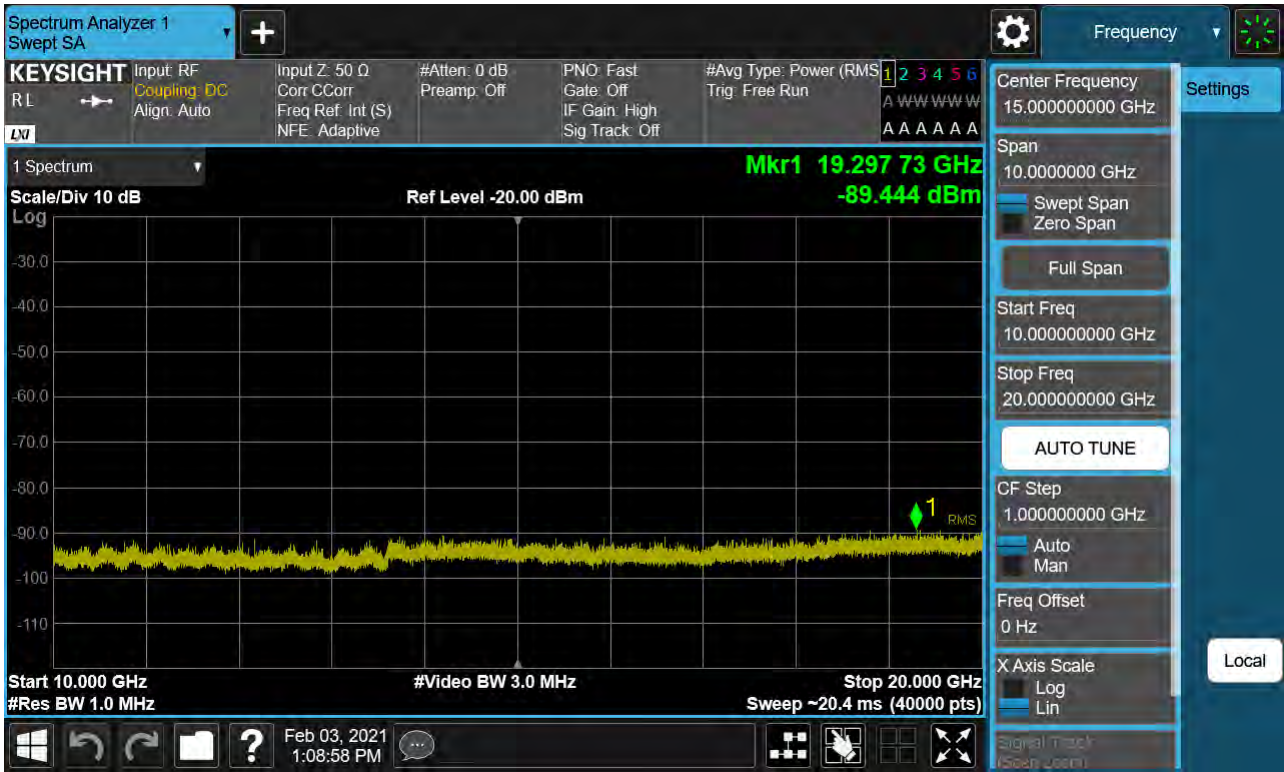 Spectrum Analyzer 1
Swept SA
Frequency
KEYSIGHT
RL
LXI
Input: RF
Coupling: DC
Align: Auto
Input Z: 50 Ω
Corr CCorr
Freq Ref: Int (S)
NFE: Adaptive
#Atten: 0 dB
Preamp: Off
PNO: Fast
Gate: Off
IF Gain: High
Sig Track: Off
#Avg Type: Power (RMS
Trig: Free Run
1 2 3 4 5 6
A W W W W W
A A A A A A
1 Spectrum
Scale/Div 10 dB
Log
Ref Level -20.00 dBm
Mkr1 19.297 73 GHz
-89.444 dBm
-30.0
-40.0
-50.0
-60.0
-70.0
-80.0
-90.0
-100
-110
1
RMS
Start 10.000 GHz
#Res BW 1.0 MHz
#Video BW 3.0 MHz
Stop 20.000 GHz
Sweep ~20.4 ms (40000 pts)
Center Frequency
15.000000000 GHz
Span
10.0000000 GHz
Swept Span
Zero Span
Full Span
Start Freq
10.000000000 GHz
Stop Freq
20.000000000 GHz
AUTO TUNE
CF Step
1.000000000 GHz
Auto
Man
Freq Offset
0 Hz
X Axis Scale
Log
Lin
Signal Track
(Span Zoom)
Settings
Local
?
Feb 03, 2021
1:08:58 PM